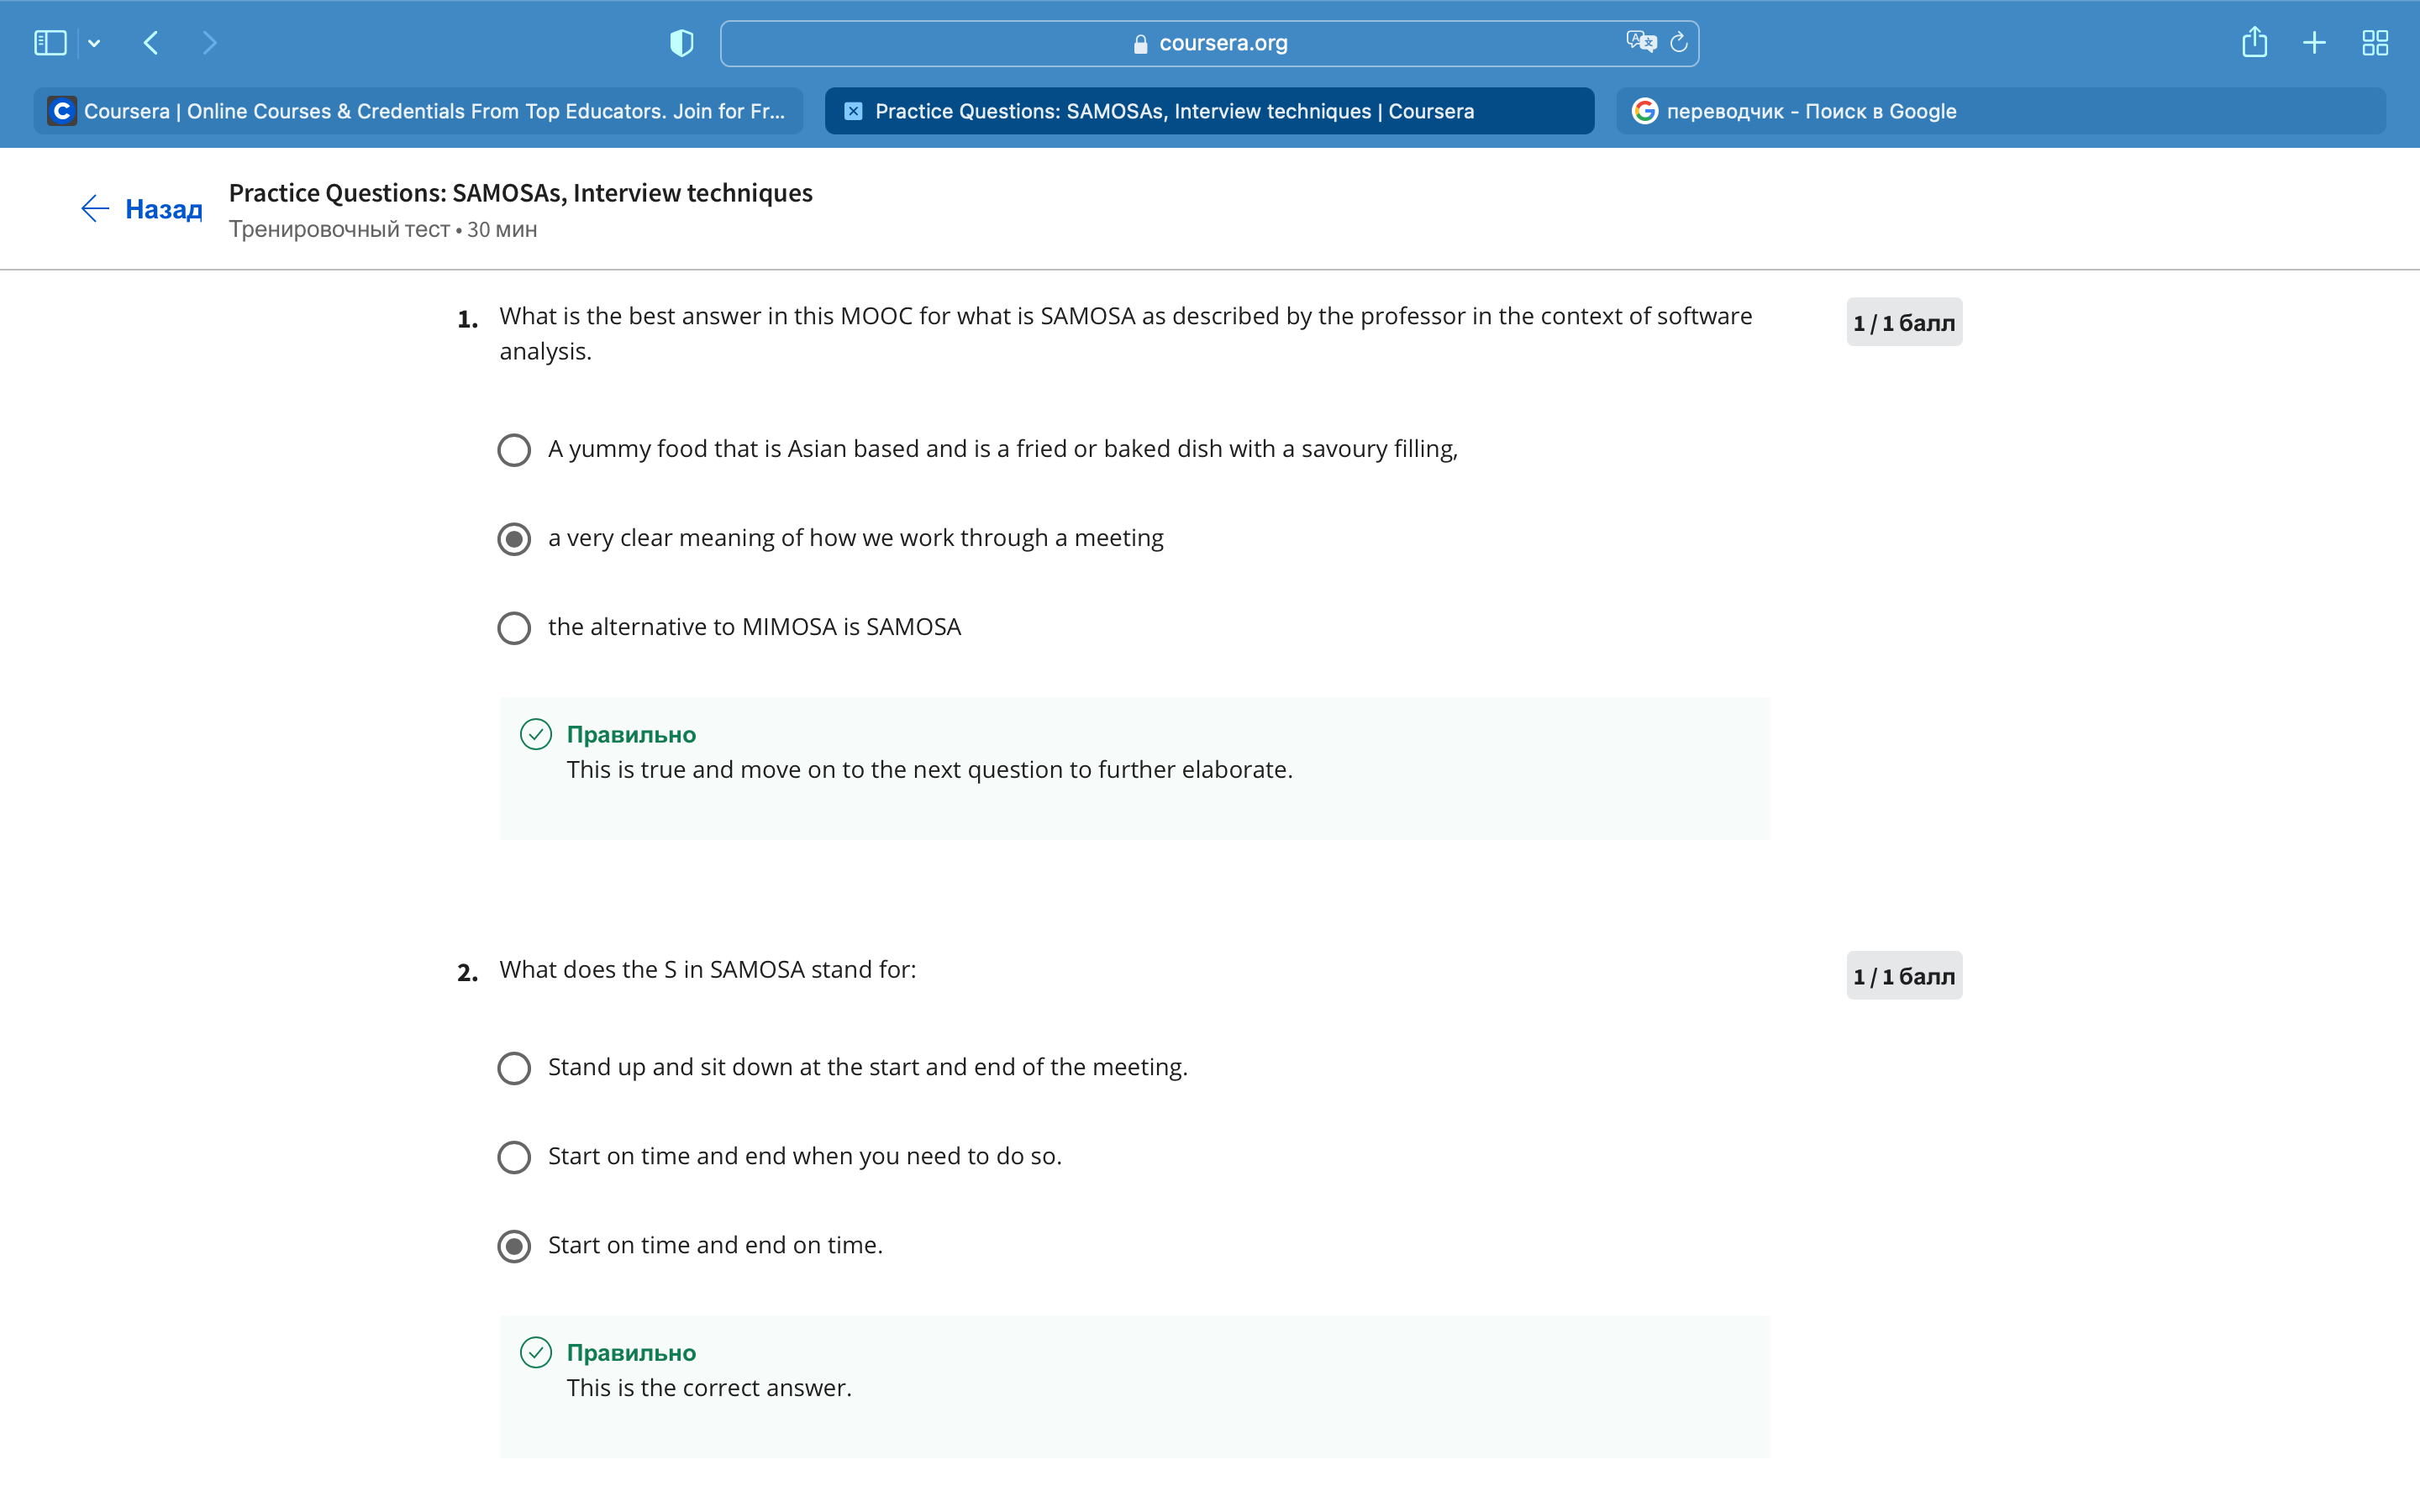 coursera.org
Coursera | Online Courses & Credentials From Top Educators. Join for Fr...
Practice Questions: SAMOSAs, Interview techniques | Coursera
переводчик - Поиск в Google
Назад
Practice Questions: SAMOSAs, Interview techniques
Тренировочный тест • 30 мин
1. What is the best answer in this MOOC for what is SAMOSA as described by the professor in the context of software
analysis.
1 / 1 балл
A yummy food that is Asian based and is a fried or baked dish with a savoury filling,
a very clear meaning of how we work through a meeting
the alternative to MIMOSA is SAMOSA
Правильно
This is true and move on to the next question to further elaborate.
2. What does the S in SAMOSA stand for:
1 / 1 балл
Stand up and sit down at the start and end of the meeting.
Start on time and end when you need to do so.
Start on time and end on time.
Правильно
This is the correct answer.